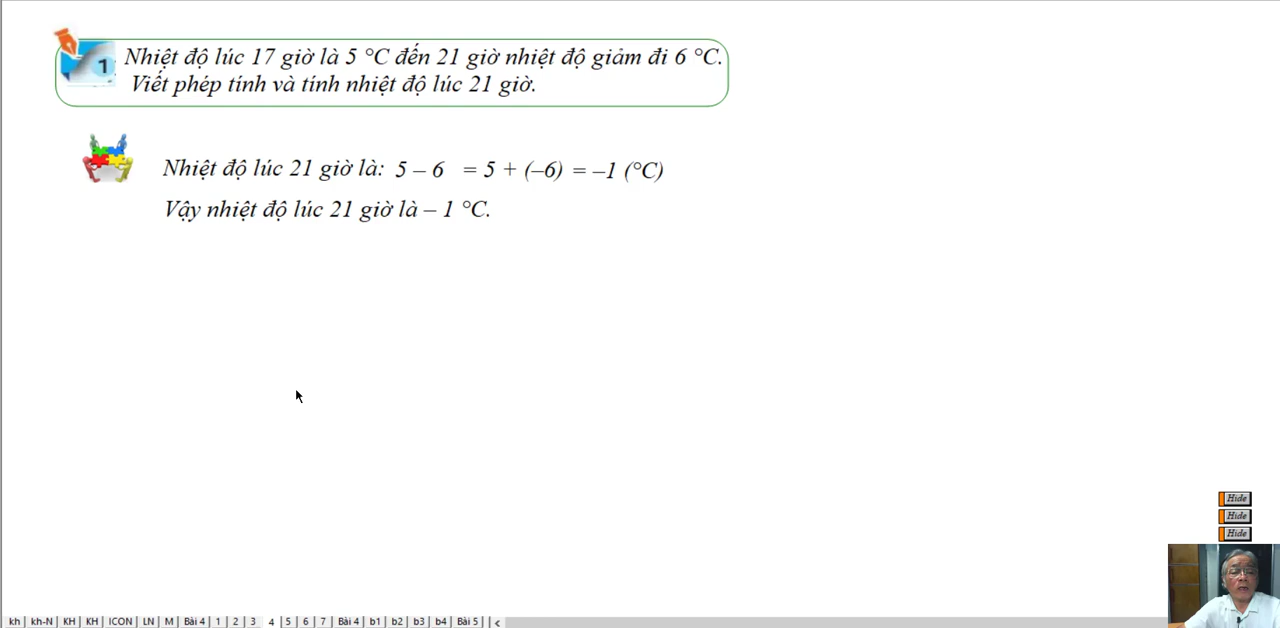 1
Nhiệt độ lúc 17 giờ là 5 °C đến 21 giờ nhiệt độ giảm đi 6 °C.
Viết phép tính và tính nhiệt độ lúc 21 giờ.
Nhiệt độ lúc 21 giờ là: 5 – 6 = 5 + (–6) = –1 (°C)
Vậy nhiệt độ lúc 21 giờ là – 1 °C.
Hide
Hide
Hide
kh | kh-N | KH | KH | ICON | LN | M | Bài 4 | 1 | 2 | 3 4 | 5 | 6 | 7 | Bài 4 | b1 | b2 | b3 | b4 | Bài 5 | | <